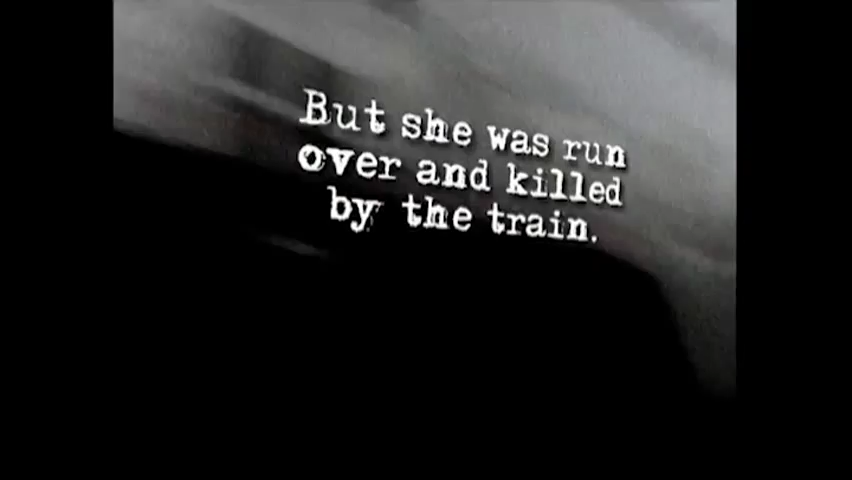 But she was run
over and killed
by the train.